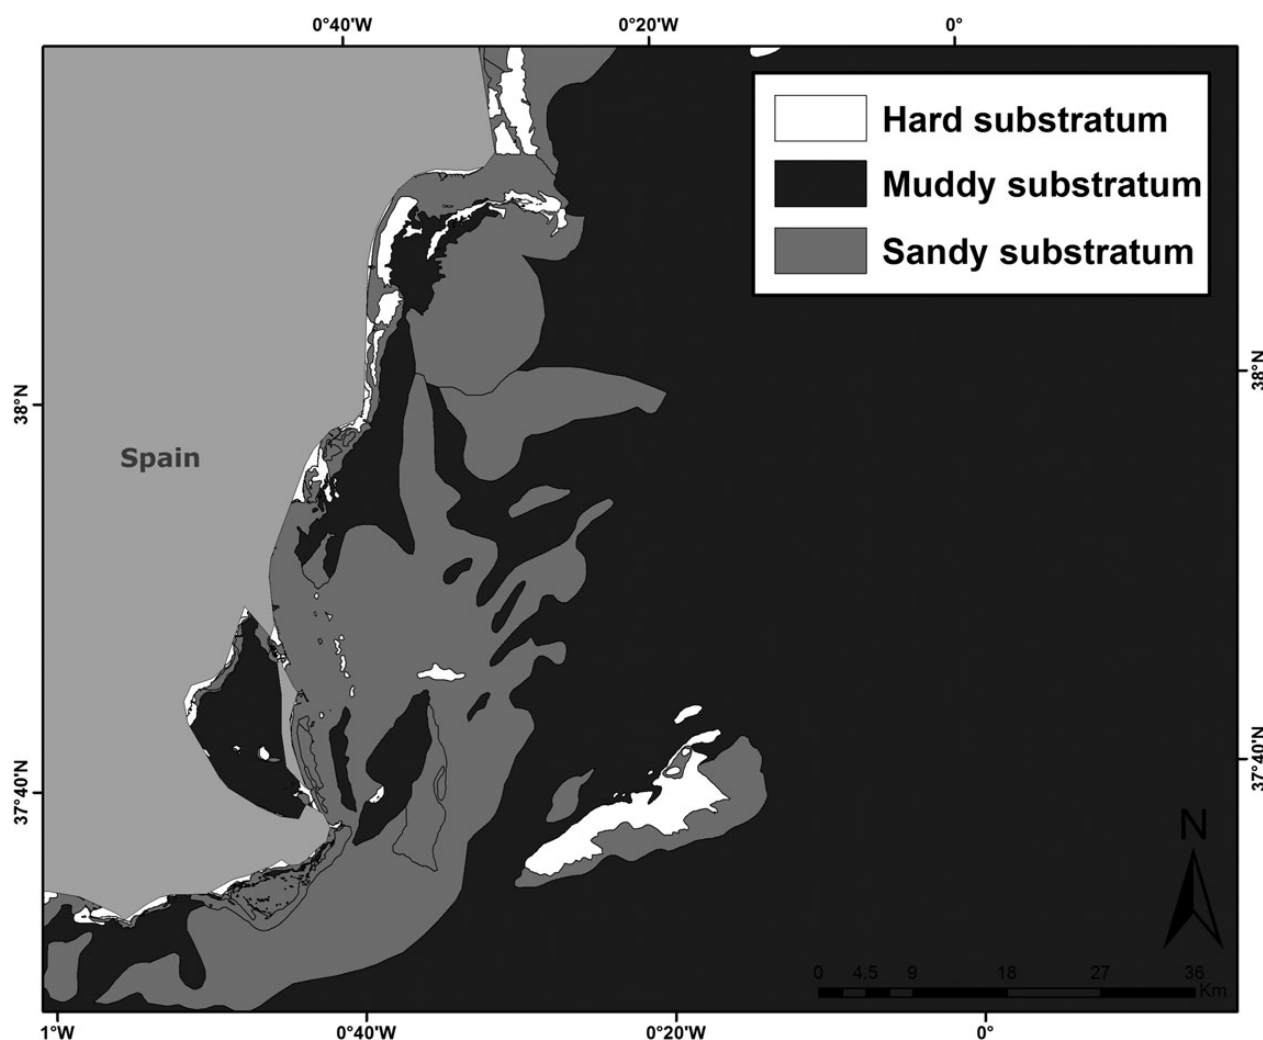 0°40'W 0°20'W 0°
Hard substratum
Muddy substratum
Sandy substratum
38°N
38°N
Spain
37°40'N
37°40'N
N
0 4.5 9 18 27 36
Km
1°W 0°40'W 0°20'W 0°